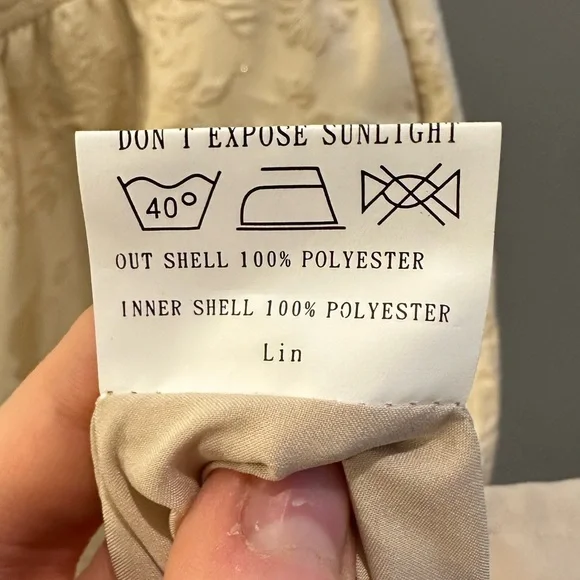 DON'T EXPOSE SUNLIGHT
40°
OUT SHELL 100% POLYESTER
INNER SHELL 100% POLYESTER
Lin